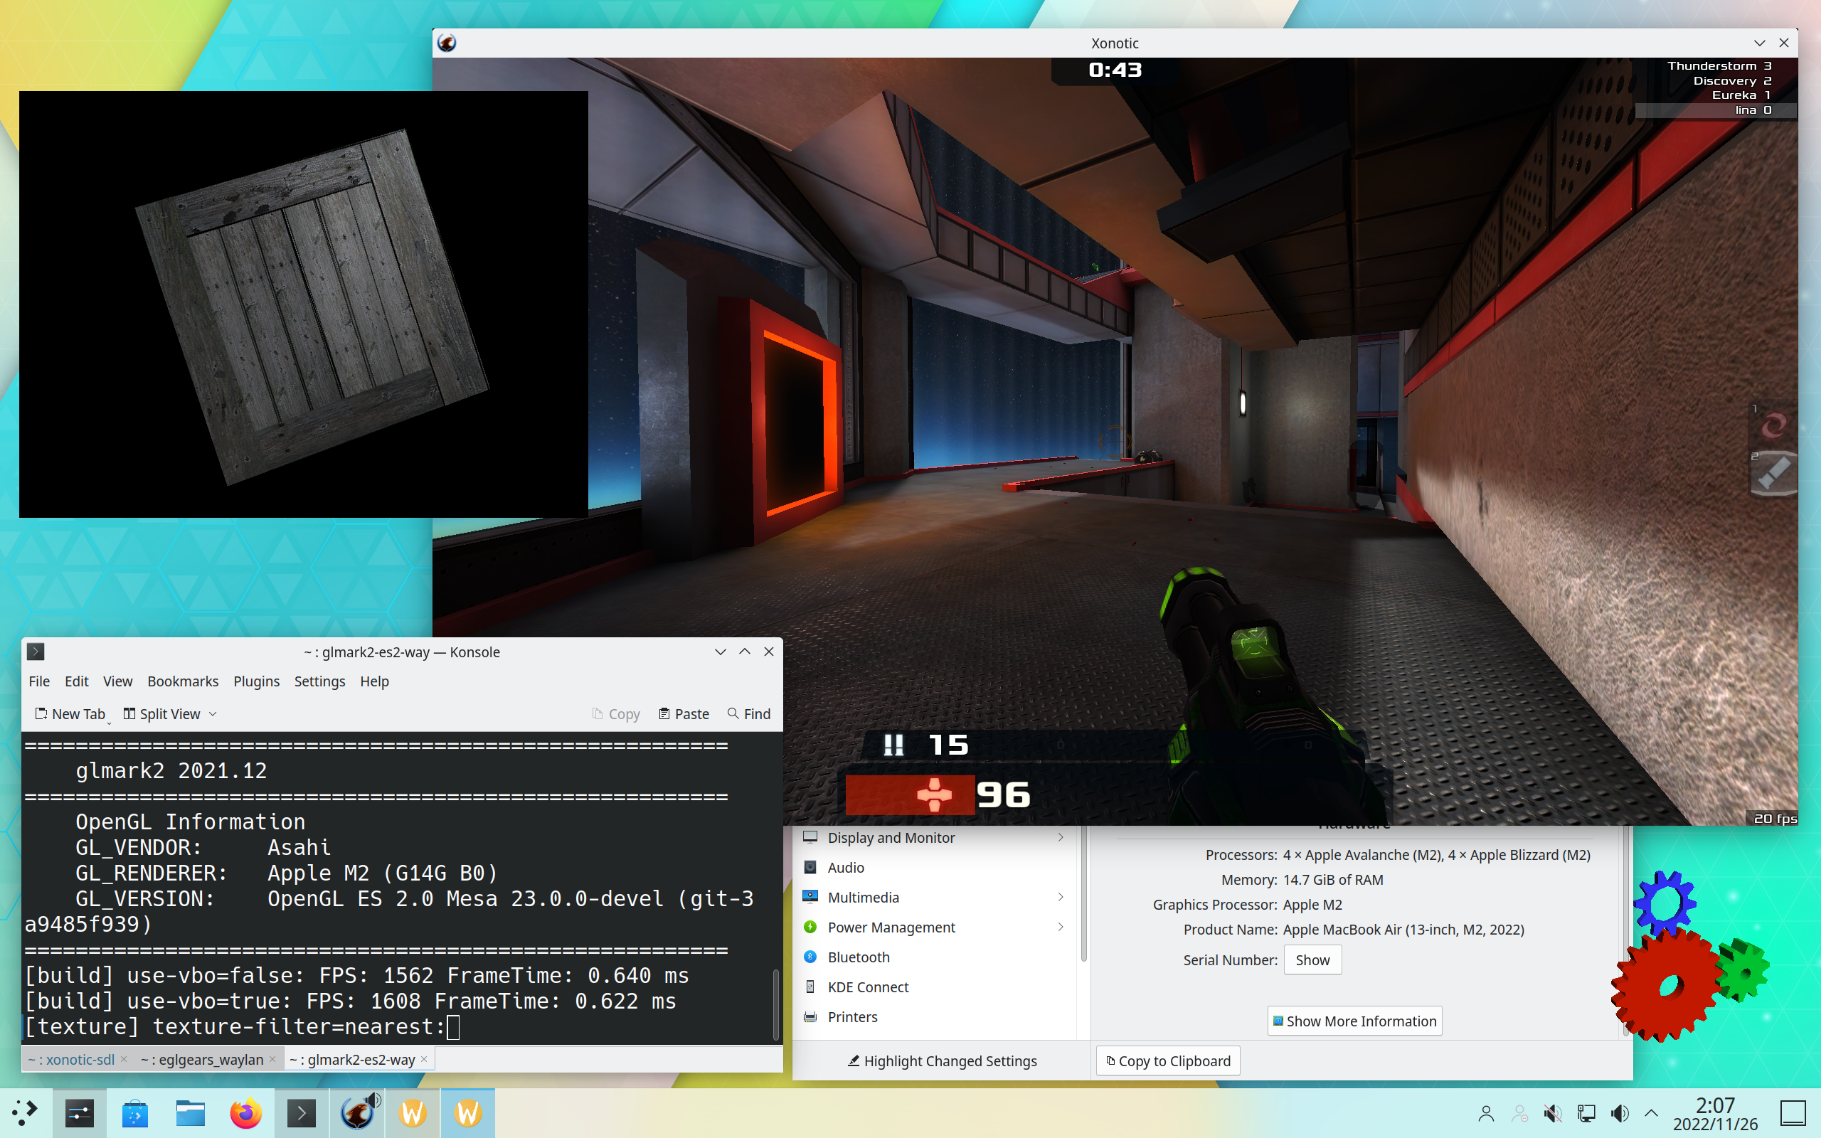 Xonotic
0:43
Thunderstorm 3
Discovery 2
Eureka 1
lina 0
1
2
15
96
20 fps
~ : glmark2-es2-way — Konsole
File Edit View Bookmarks Plugins Settings Help
New Tab Split View Copy Paste Find
=======================================================
glmark2 2021.12
=======================================================
OpenGL Information
GL_VENDOR: Asahi
GL_RENDERER: Apple M2 (G14G B0)
GL_VERSION: OpenGL ES 2.0 Mesa 23.0.0-devel (git-3
a9485f939)
=======================================================
[build] use-vbo=false: FPS: 1562 FrameTime: 0.640 ms
[build] use-vbo=true: FPS: 1608 FrameTime: 0.622 ms
[texture] texture-filter=nearest:
~ : xonotic-sdl ~ : eglgears_waylan ~ : glmark2-es2-way
Display and Monitor
Audio
Multimedia
Power Management
Bluetooth
KDE Connect
Printers
Highlight Changed Settings
Hardware
Processors: 4 × Apple Avalanche (M2), 4 × Apple Blizzard (M2)
Memory: 14.7 GiB of RAM
Graphics Processor: Apple M2
Product Name: Apple MacBook Air (13-inch, M2, 2022)
Serial Number: Show
Show More Information
Copy to Clipboard
2:07
2022/11/26